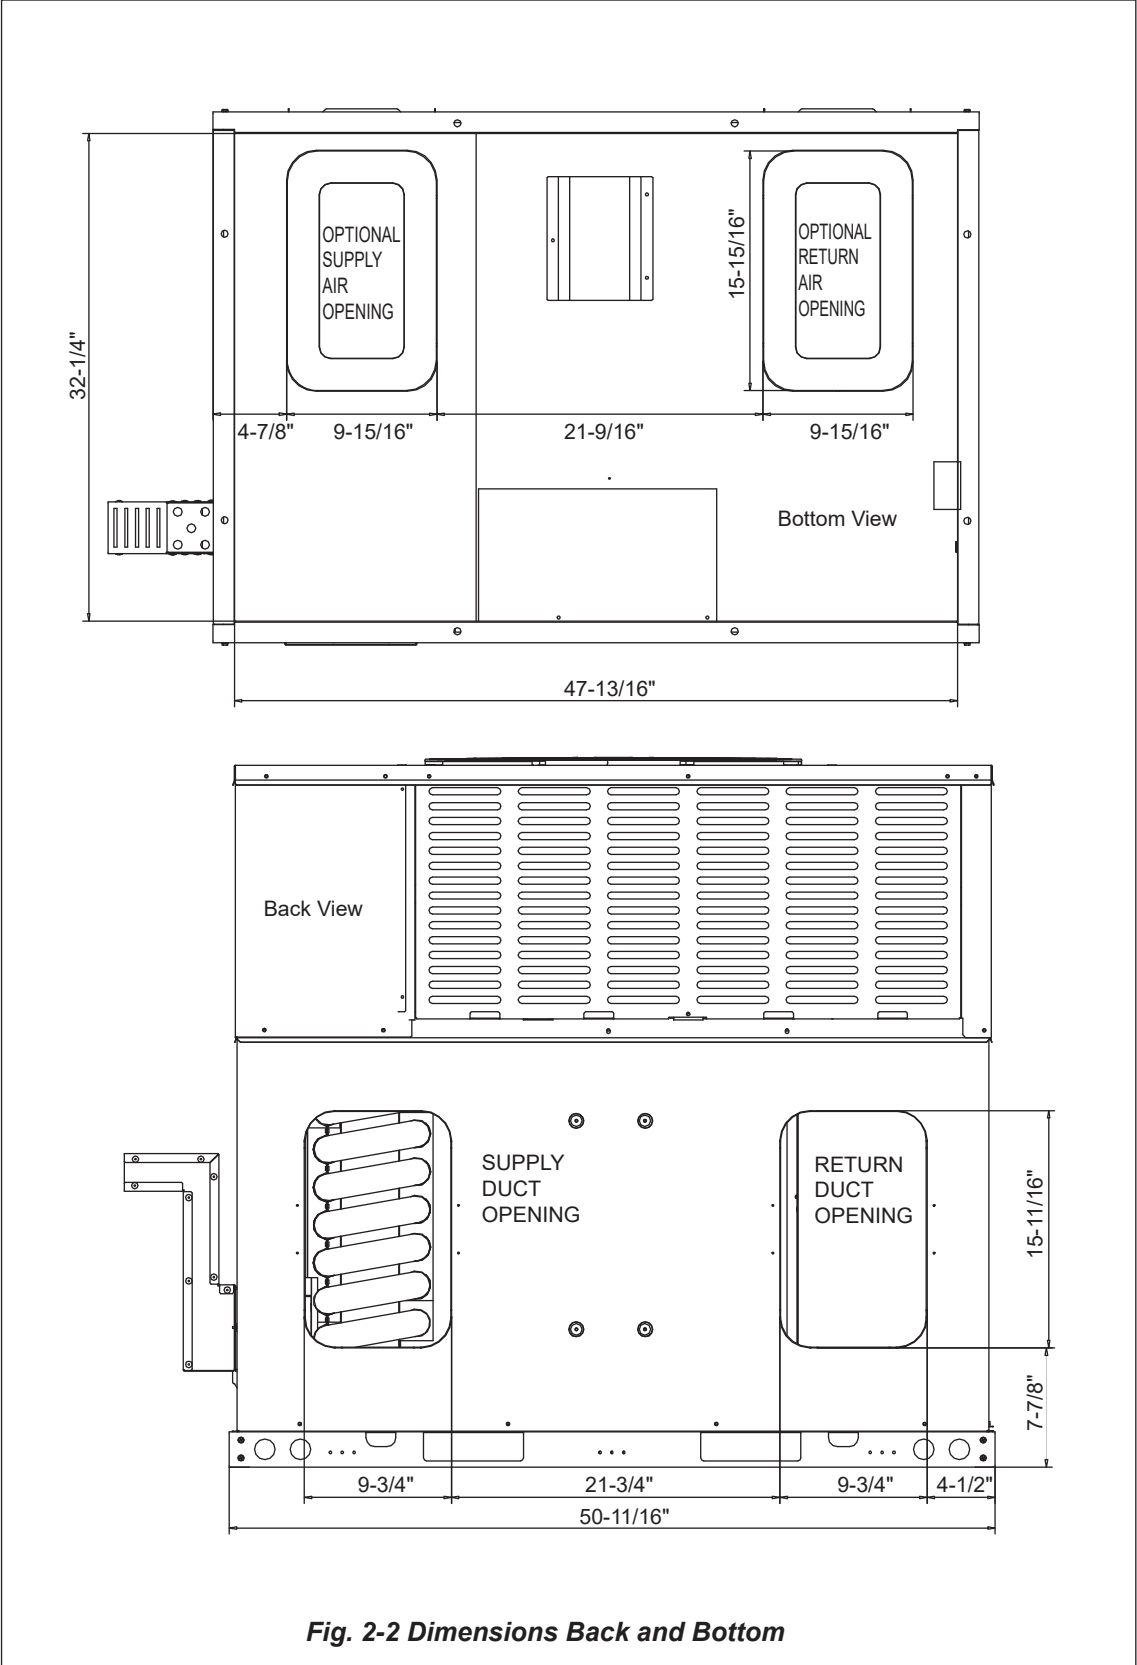 OPTIONAL
SUPPLY
AIR
OPENING
15-15/16"
OPTIONAL
RETURN
AIR
OPENING
32-1/4"
4-7/8"
9-15/16"
21-9/16"
9-15/16"
Bottom View
47-13/16"
Back View
SUPPLY
DUCT
OPENING
RETURN
DUCT
OPENING
15-11/16"
7-7/8"
9-3/4"
21-3/4"
9-3/4"
4-1/2"
50-11/16"
Fig. 2-2 Dimensions Back and Bottom